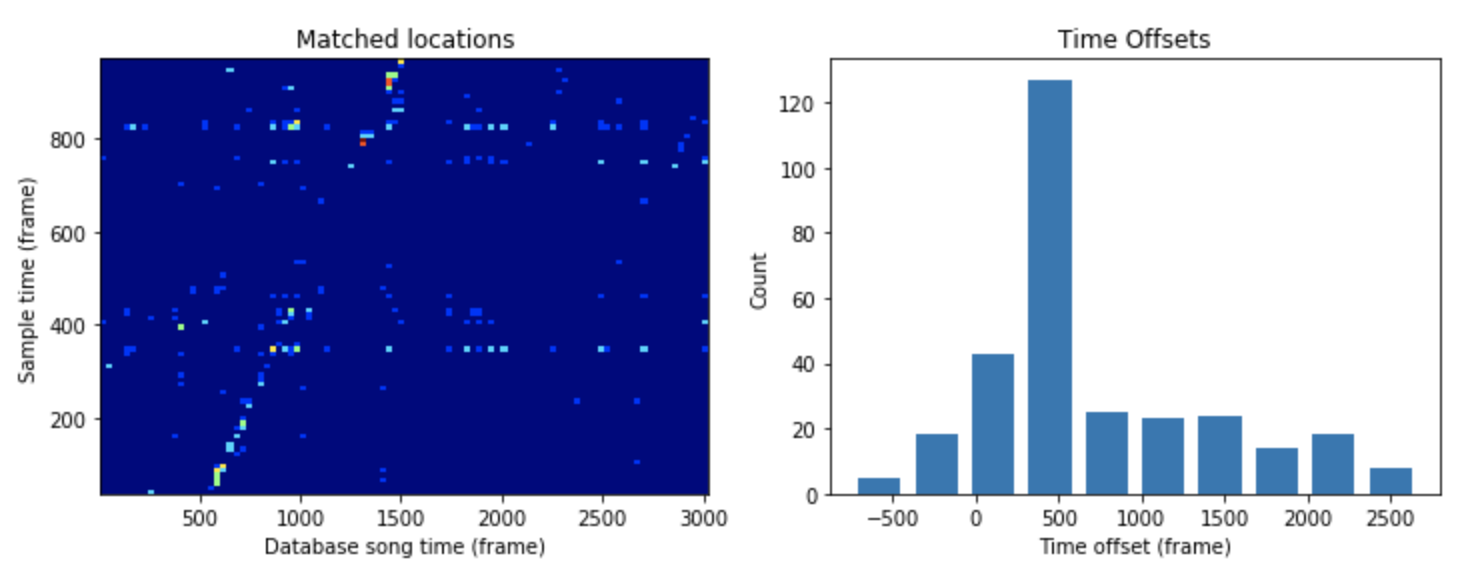 Matched locations
Sample time (frame)
800
600
400
200
500 1000 1500 2000 2500 3000
Database song time (frame)
Time Offsets
Count
120
100
80
60
40
20
0
−500 0 500 1000 1500 2000 2500
Time offset (frame)